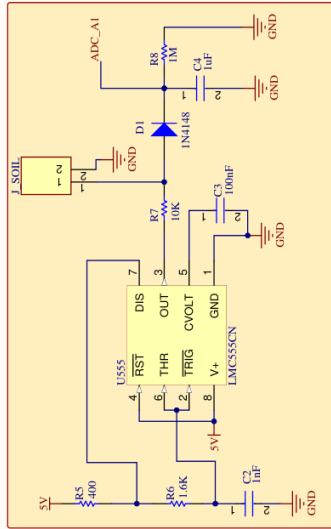 ADC_A1
R8
1M
GND
C4
1uF
1
2
GND
D1
1N4148
J_SOIL
1
2
GND
R7
10K
C3
100nF
1
2
GND
U555
4
RST
DIS
7
6
THR
OUT
3
2
TRIG
CVOLT
5
8
V+
GND
1
LMC555CN
5V
5V
R5
400
R6
1.6K
C2
1nF
1
2
GND